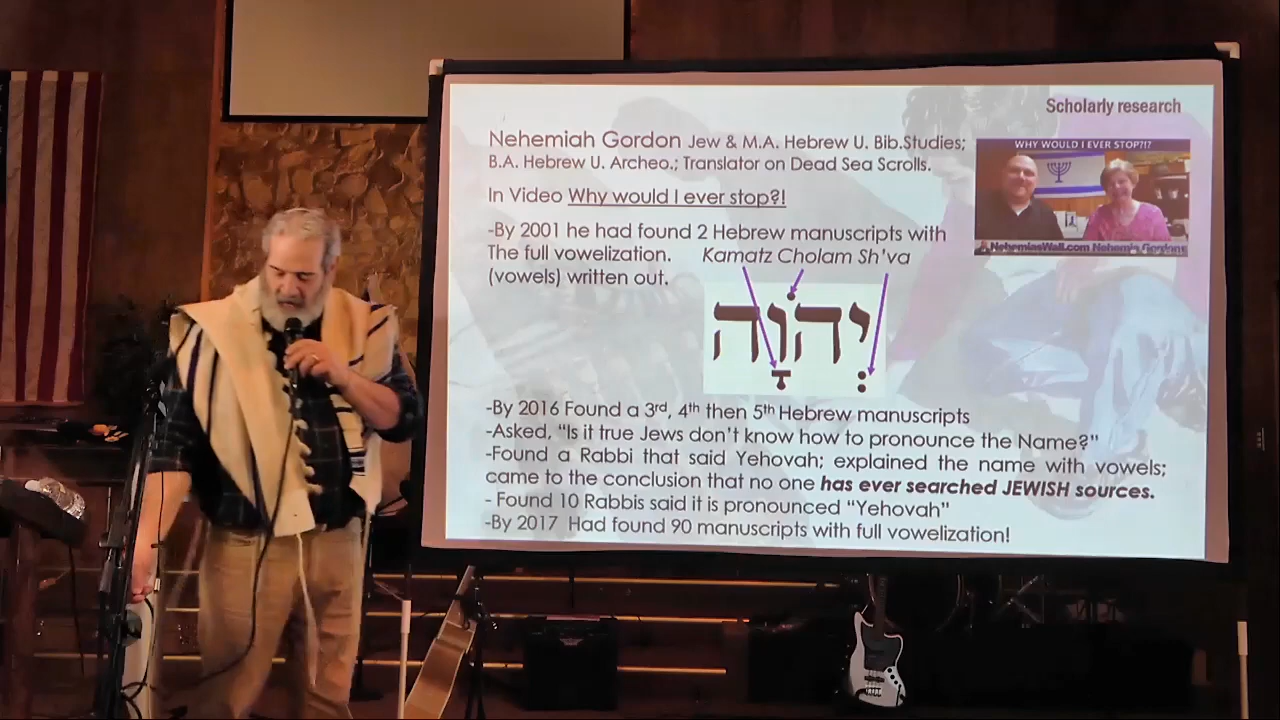 Scholarly research
Nehemiah Gordon Jew & M.A. Hebrew U. Bib.Studies;
B.A. Hebrew U. Archeo.; Translator on Dead Sea Scrolls.
WHY WOULD I EVER STOP?!?
In Video Why would I ever stop?!
-By 2001 he had found 2 Hebrew manuscripts with
The full vowelization. Kamatz Cholam Sh'va
(vowels) written out.
NehemiasWall.com Nehemia Gordons
יְהֹוָה
-By 2016 Found a 3rd, 4th then 5th Hebrew manuscripts
-Asked, "Is it true Jews don't know how to pronounce the Name?"
-Found a Rabbi that said Yehovah; explained the name with vowels;
came to the conclusion that no one has ever searched JEWISH sources.
- Found 10 Rabbis said it is pronounced "Yehovah"
-By 2017 Had found 90 manuscripts with full vowelization!